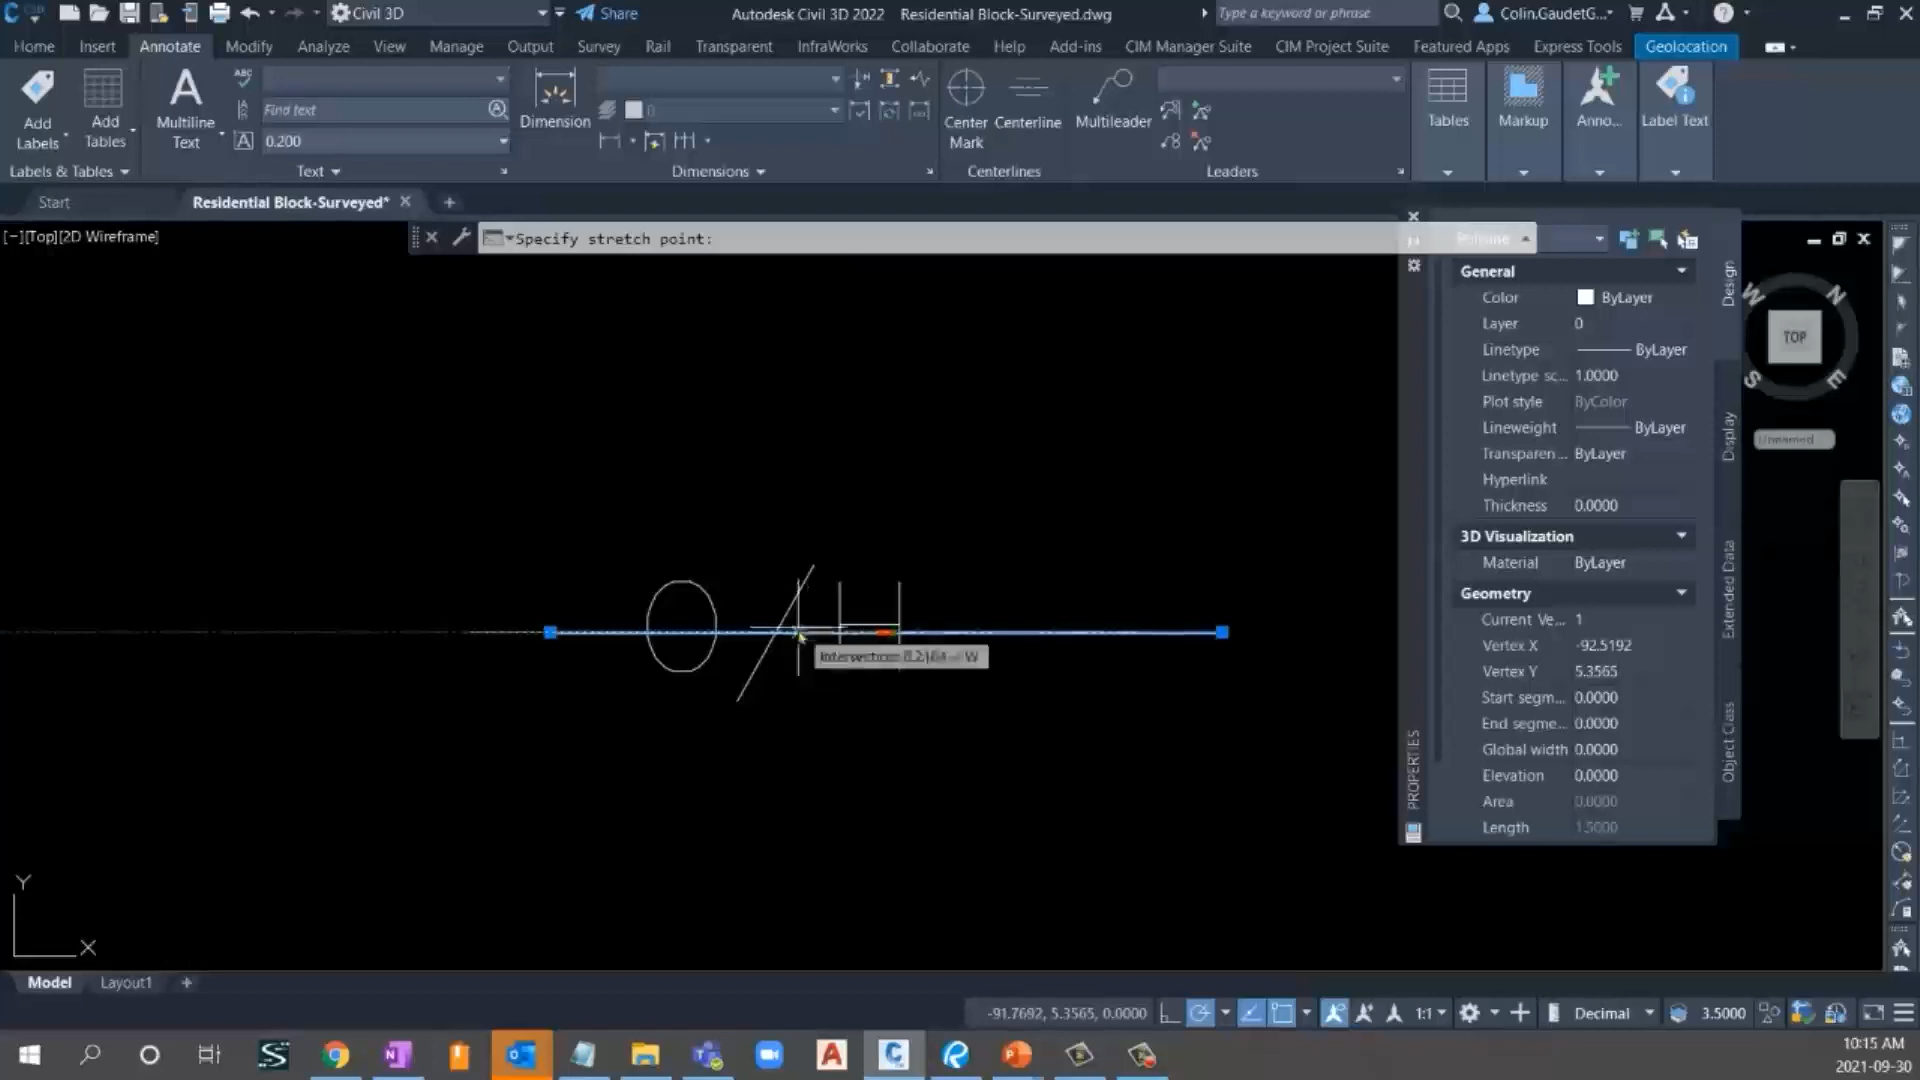 Civil 3D
Share
Autodesk Civil 3D 2022 Residential Block-Surveyed.dwg
Type a keyword or phrase
Colin.GaudetG...
Home Insert Annotate Modify Analyze View Manage Output Survey Rail Transparent InfraWorks Collaborate Help Add-ins CIM Manager Suite CIM Project Suite Featured Apps Express Tools Geolocation
Add Labels
Add Tables
Multiline Text
ABC
Find text
0.200
Dimension
0
Center Mark
Centerline
Multileader
Tables
Markup
Anno...
Label Text
Labels & Tables
Text
Dimensions
Centerlines
Leaders
Start
Residential Block-Surveyed*
[−][Top][2D Wireframe]
Specify stretch point:
General
Color ByLayer
Layer 0
Linetype ByLayer
Linetype sc... 1.0000
Plot style ByColor
Lineweight ByLayer
Transparen... ByLayer
Hyperlink
Thickness 0.0000
3D Visualization
Material ByLayer
Geometry
Current Ve... 1
Vertex X -92.5192
Vertex Y 5.3565
Start segm... 0.0000
End segme... 0.0000
Global width 0.0000
Elevation 0.0000
Area 0.0000
Length 1.5000
PROPERTIES
Design
Display
Extended Data
Object Class
W N
TOP
S E
Unnamed
O/H
Y
X
Model Layout1
-91.7692, 5.3565, 0.0000
1:1
Decimal
3.5000
10:15 AM
2021-09-30